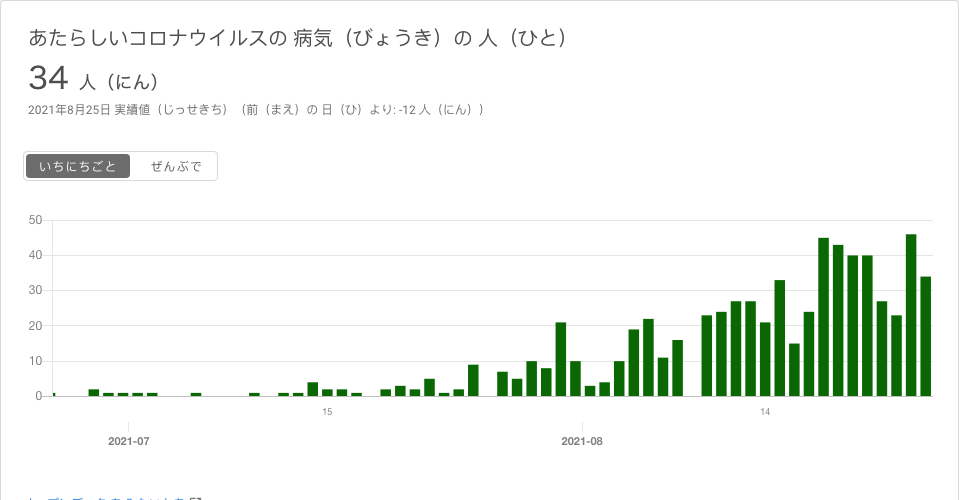 あたらしいコロナウイルスの 病気（びょうき）の 人（ひと）
34 人（にん）
2021年8月25日 実績値（じっせきち）（前（まえ）の 日（ひ）より: -12 人（にん））
いちにちごと ぜんぶで
50
40
30
20
10
0
15 14
2021-07 2021-08